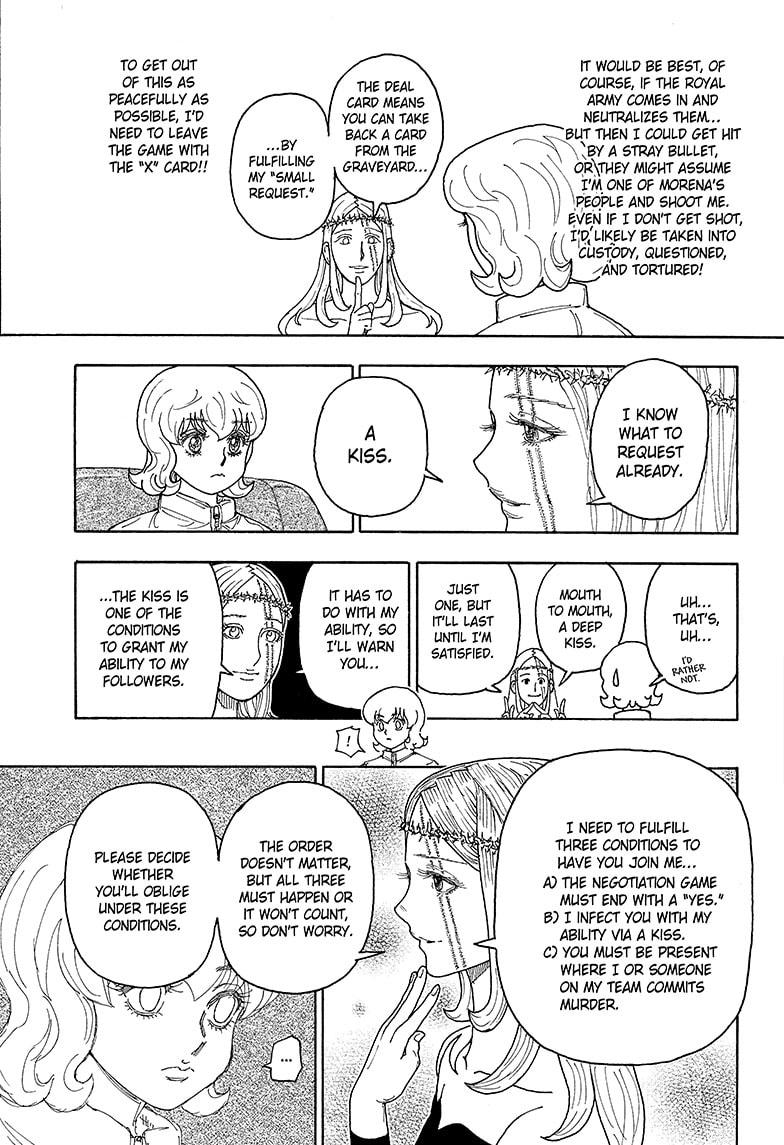 IT WOULD BE BEST, OF
COURSE, IF THE ROYAL
ARMY COMES IN AND
NEUTRALIZES THEM...
BUT THEN I COULD GET HIT
BY A STRAY BULLET,
OR THEY MIGHT ASSUME
I'M ONE OF MORENA'S
PEOPLE AND SHOOT ME.
EVEN IF I DON'T GET SHOT,
I'D LIKELY BE TAKEN INTO
CUSTODY, QUESTIONED,
AND TORTURED!
THE DEAL
CARD MEANS
YOU CAN TAKE
BACK A CARD
FROM THE
GRAVEYARD...
...BY
FULFILLING
MY "SMALL
REQUEST."
TO GET OUT
OF THIS AS
PEACEFULLY AS
POSSIBLE, I'D
NEED TO LEAVE
THE GAME WITH
THE "X" CARD!!
I KNOW
WHAT TO
REQUEST
ALREADY.
A
KISS.
UH...
THAT'S,
UH...
I'D
RATHER
NOT.
MOUTH
TO MOUTH,
A DEEP
KISS.
JUST
ONE, BUT
IT'LL LAST
UNTIL I'M
SATISFIED.
IT HAS TO
DO WITH MY
ABILITY, SO
I'LL WARN
YOU...
...THE KISS IS
ONE OF THE
CONDITIONS
TO GRANT MY
ABILITY TO MY
FOLLOWERS.
!
I NEED TO FULFILL
THREE CONDITIONS TO
HAVE YOU JOIN ME...
A) THE NEGOTIATION GAME
MUST END WITH A "YES."
B) I INFECT YOU WITH MY
ABILITY VIA A KISS.
C) YOU MUST BE PRESENT
WHERE I OR SOMEONE
ON MY TEAM COMMITS
MURDER.
THE ORDER
DOESN'T MATTER,
BUT ALL THREE
MUST HAPPEN OR
IT WON'T COUNT,
SO DON'T WORRY.
PLEASE DECIDE
WHETHER
YOU'LL OBLIGE
UNDER THESE
CONDITIONS.
...